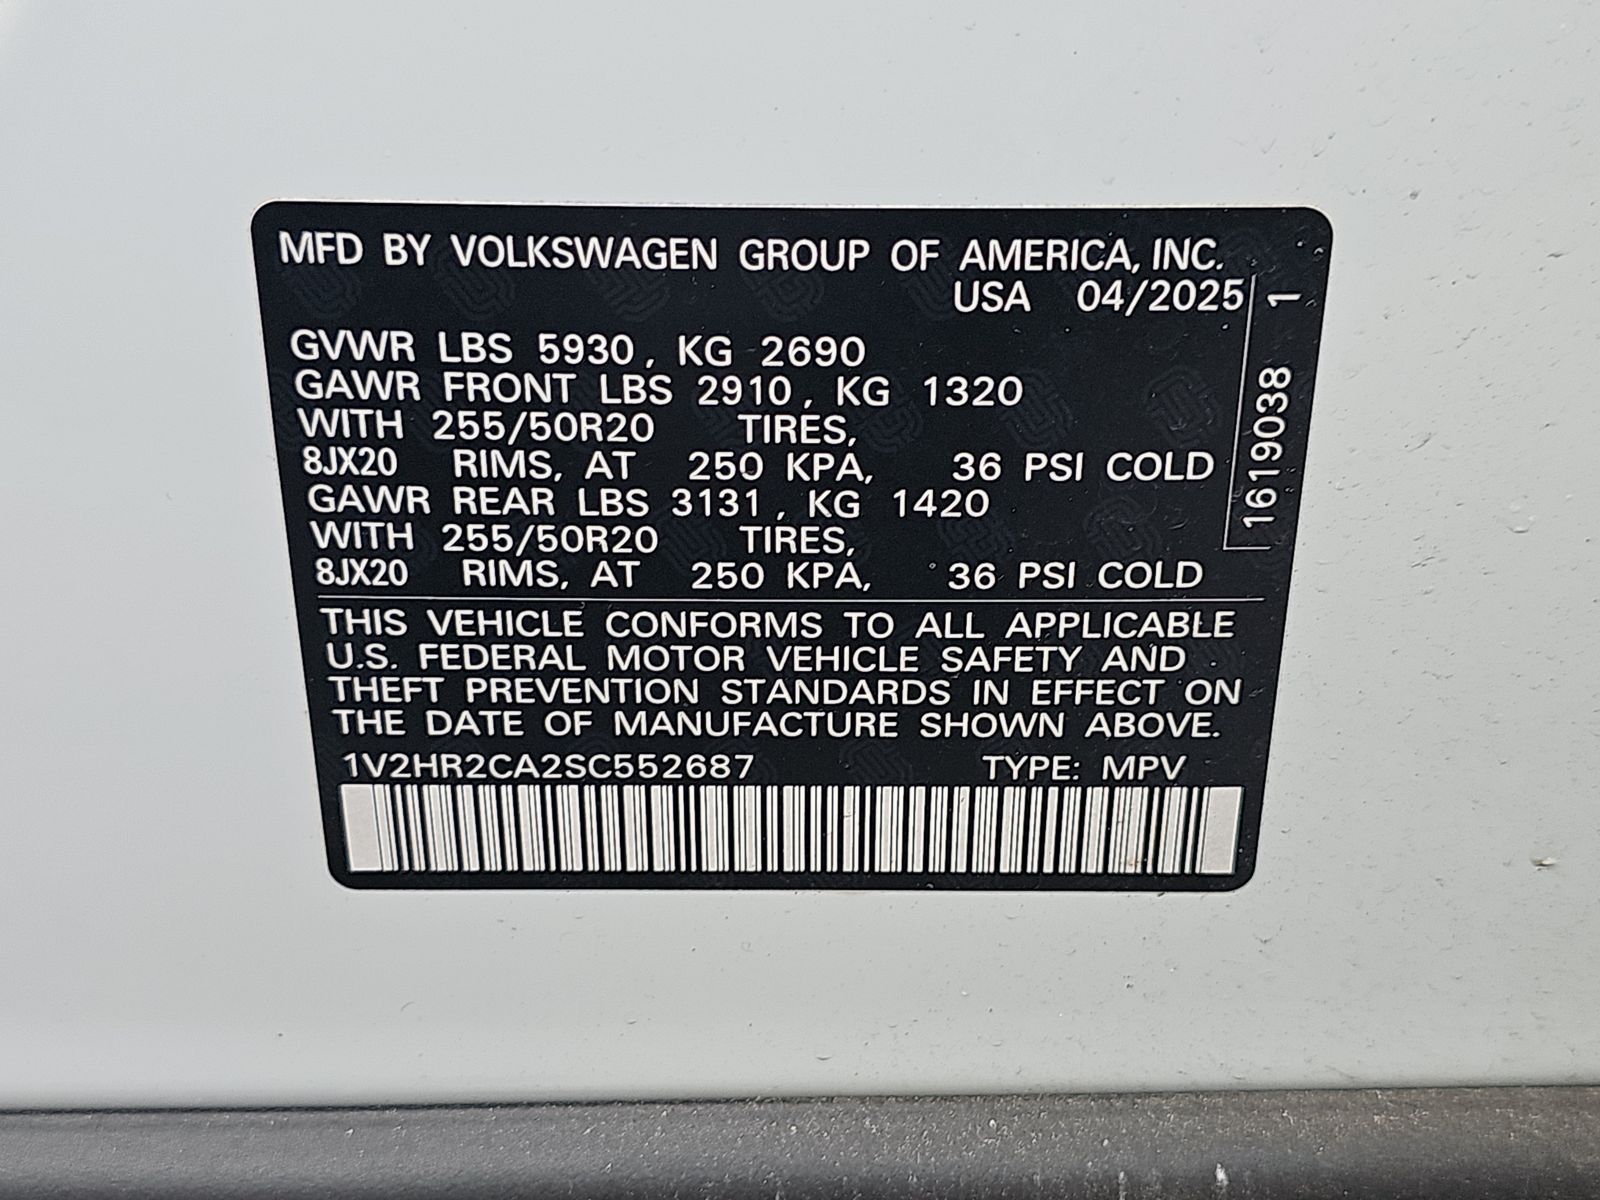 MFD BY VOLKSWAGEN GROUP OF AMERICA, INC.
USA 04/2025
GVWR LBS 5930, KG 2690
GAWR FRONT LBS 2910, KG 1320
WITH 255/50R20 TIRES,
8JX20 RIMS, AT 250 KPA, 36 PSI COLD
GAWR REAR LBS 3131, KG 1420
WITH 255/50R20 TIRES,
8JX20 RIMS, AT 250 KPA, 36 PSI COLD
THIS VEHICLE CONFORMS TO ALL APPLICABLE
U.S. FEDERAL MOTOR VEHICLE SAFETY AND
THEFT PREVENTION STANDARDS IN EFFECT ON
THE DATE OF MANUFACTURE SHOWN ABOVE.
1V2HR2CA2SC552687 TYPE: MPV
1619038 1